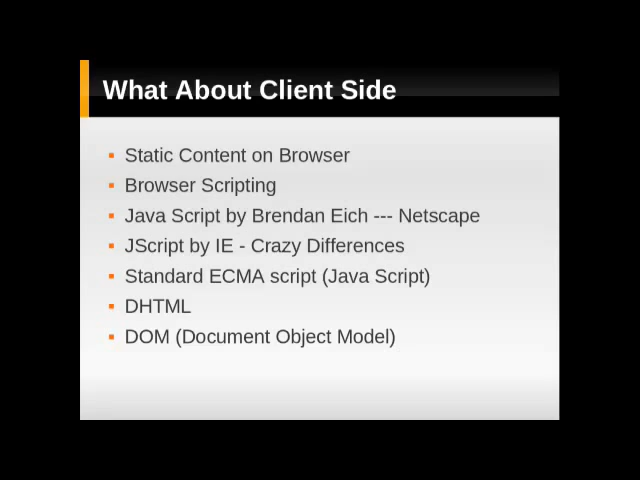 What About Client Side
Static Content on Browser
Browser Scripting
Java Script by Brendan Eich --- Netscape
JScript by IE - Crazy Differences
Standard ECMA script (Java Script)
DHTML
DOM (Document Object Model)